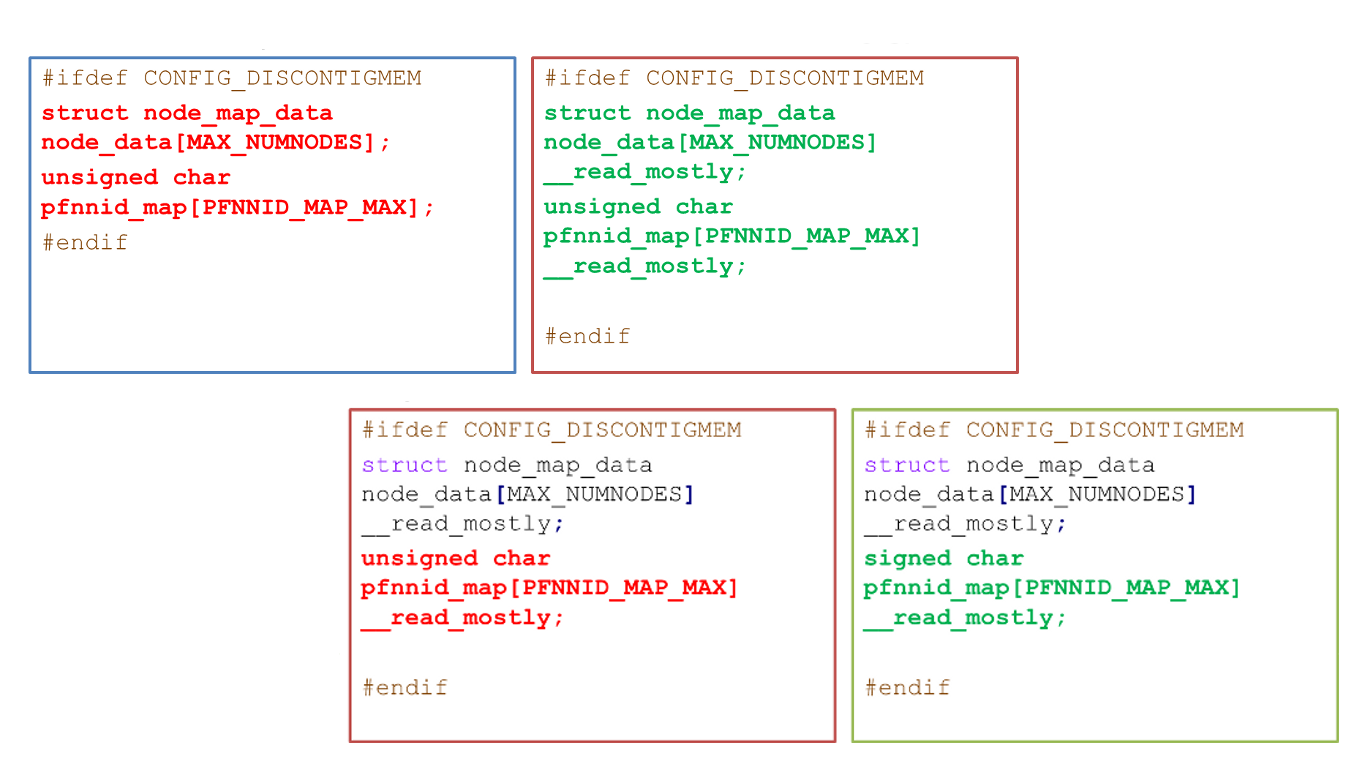 #ifdef CONFIG_DISCONTIGMEM
struct node_map_data
node_data[MAX_NUMNODES];
unsigned char
pfnnid_map[PFNNID_MAP_MAX];
#endif
#ifdef CONFIG_DISCONTIGMEM
struct node_map_data
node_data[MAX_NUMNODES]
__read_mostly;
unsigned char
pfnnid_map[PFNNID_MAP_MAX]
__read_mostly;
#endif
#ifdef CONFIG_DISCONTIGMEM
struct node_map_data
node_data[MAX_NUMNODES]
__read_mostly;
unsigned char
pfnnid_map[PFNNID_MAP_MAX]
__read_mostly;
#endif
#ifdef CONFIG_DISCONTIGMEM
struct node_map_data
node_data[MAX_NUMNODES]
__read_mostly;
signed char
pfnnid_map[PFNNID_MAP_MAX]
__read_mostly;
#endif